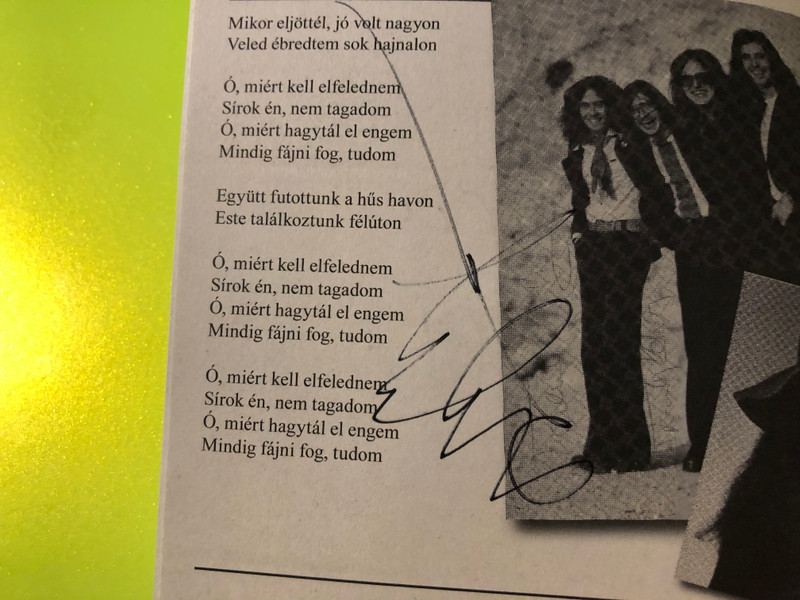 Mikor eljöttél, jó volt nagyon
Veled ébredtem sok hajnalon
Ó, miért kell elfelednem
Sírok én, nem tagadom
Ó, miért hagytál el engem
Mindig fájni fog, tudom
Együtt futottunk a hűs havon
Este találkoztunk félúton
Ó, miért kell elfelednem
Sírok én, nem tagadom
Ó, miért hagytál el engem
Mindig fájni fog, tudom
Ó, miért kell elfelednem
Sírok én, nem tagadom
Ó, miért hagytál el engem
Mindig fájni fog, tudom